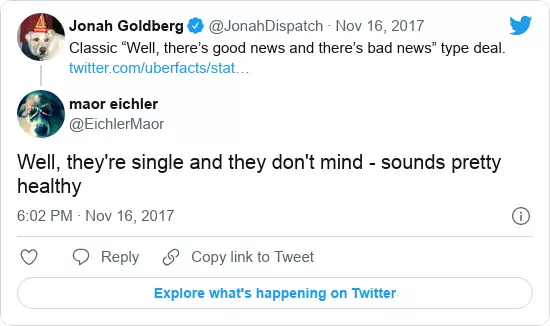 Jonah Goldberg @JonahDispatch · Nov 16, 2017
Classic “Well, there’s good news and there’s bad news” type deal.
twitter.com/uberfacts/stat…
maor eichler
@EichlerMaor
Well, they're single and they don't mind - sounds pretty
healthy
6:02 PM · Nov 16, 2017
Reply
Copy link to Tweet
Explore what's happening on Twitter